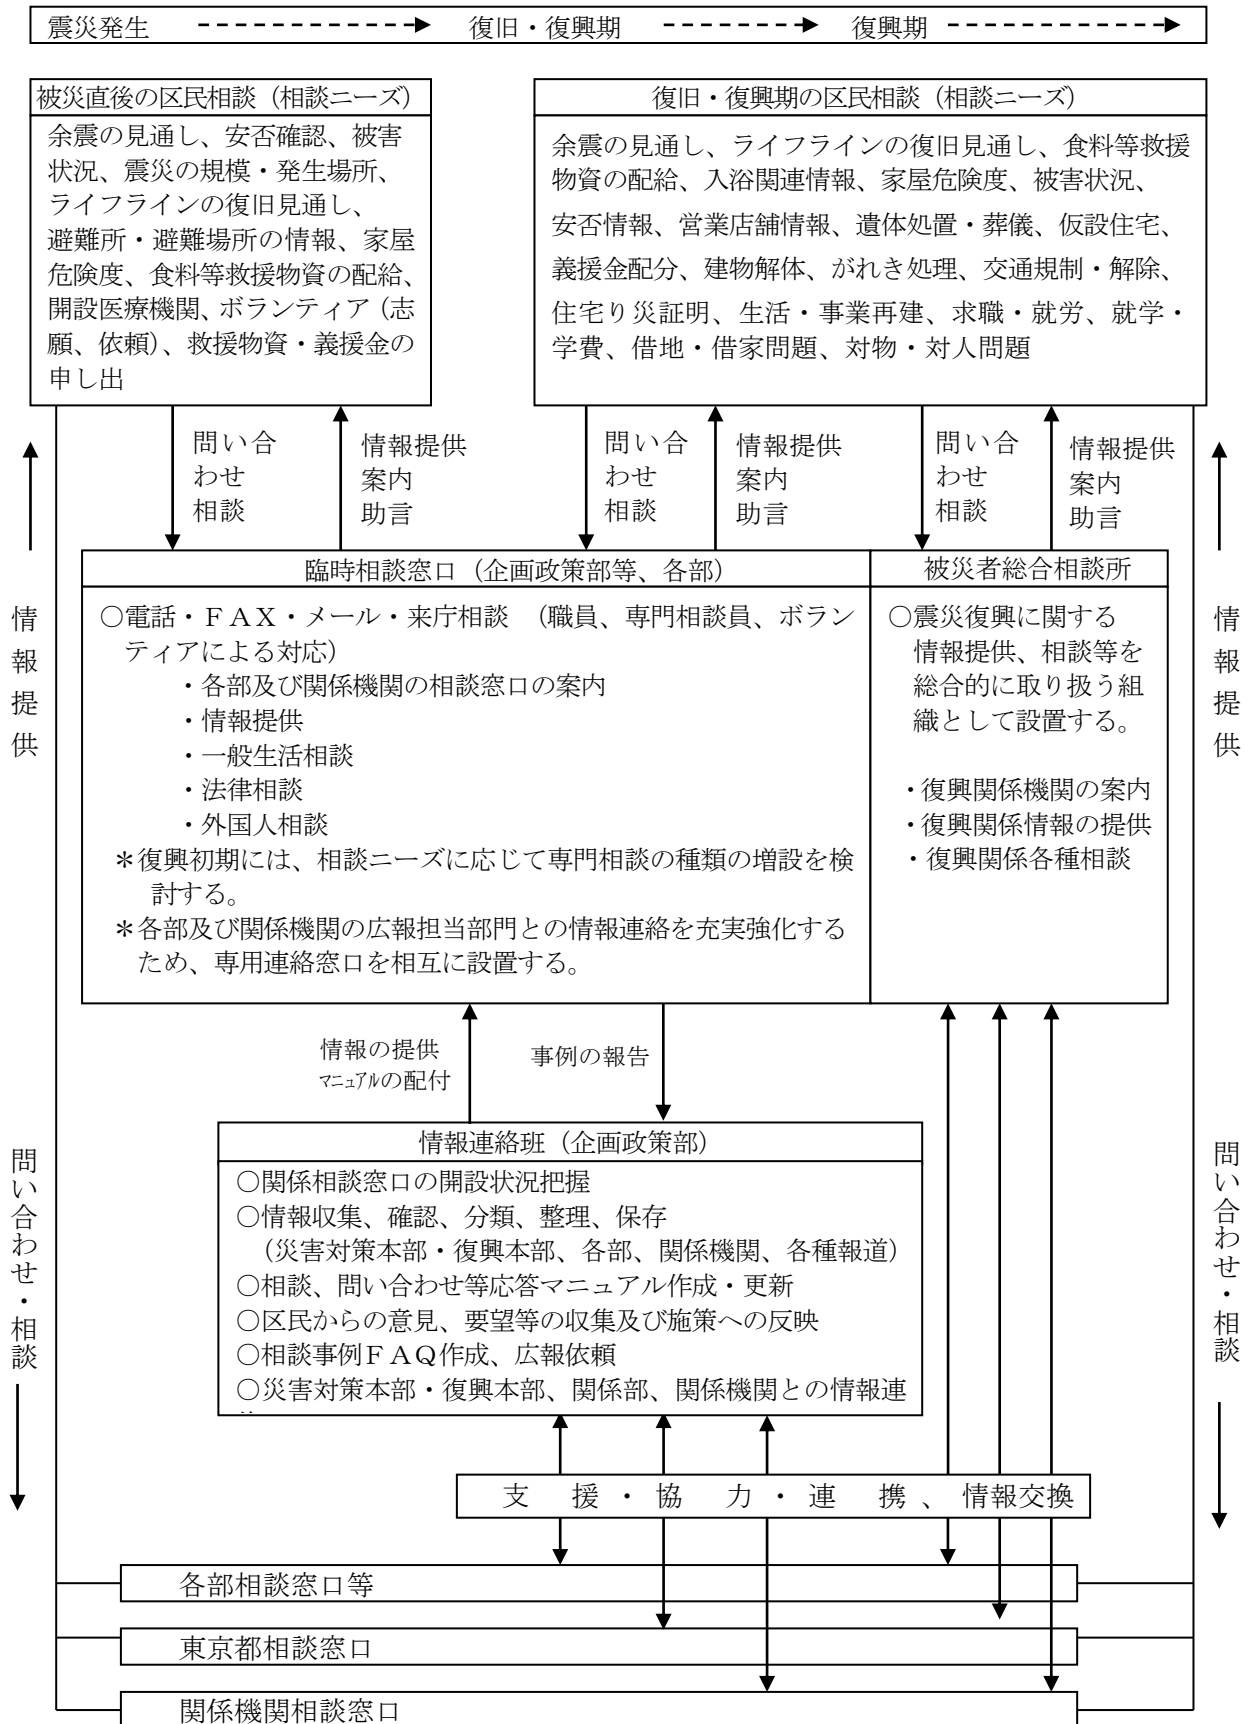 震災発生 復旧・復興期 復興期
被災直後の区民相談（相談ニーズ）
余震の見通し、安否確認、被害
状況、震災の規模・発生場所、
ライフラインの復旧見通し、
避難所・避難場所の情報、家屋
危険度、食料等救援物資の配給、
開設医療機関、ボランティア（志
願、依頼）、救援物資・義援金の
申し出
復旧・復興期の区民相談（相談ニーズ）
余震の見通し、ライフラインの復旧見通し、食料等救援
物資の配給、入浴関連情報、家屋危険度、被害状況、
安否情報、営業店舗情報、遺体処置・葬儀、仮設住宅、
義援金配分、建物解体、がれき処理、交通規制・解除、
住宅り災証明、生活・事業再建、求職・就労、就学・
学費、借地・借家問題、対物・対人問題
問い合
わせ
相談
情報提供
案内
助言
問い合
わせ
相談
情報提供
案内
助言
問い合
わせ
相談
情報提供
案内
助言
情報提供
問い合わせ・相談
臨時相談窓口（企画政策部等、各部）
○電話・ＦＡＸ・メール・来庁相談　（職員、専門相談員、ボラン
ティアによる対応）
・各部及び関係機関の相談窓口の案内
・情報提供
・一般生活相談
・法律相談
・外国人相談
＊復興初期には、相談ニーズに応じて専門相談の種類の増設を検
討する。
＊各部及び関係機関の広報担当部門との情報連絡を充実強化する
ため、専用連絡窓口を相互に設置する。
被災者総合相談所
○震災復興に関する
情報提供、相談等を
総合的に取り扱う組
織として設置する。
・復興関係機関の案内
・復興関係情報の提供
・復興関係各種相談
情報提供
問い合わせ・相談
情報の提供
マニュアルの配付
事例の報告
情報連絡班（企画政策部）
○関係相談窓口の開設状況把握
○情報収集、確認、分類、整理、保存
（災害対策本部・復興本部、各部、関係機関、各種報道）
○相談、問い合わせ等応答マニュアル作成・更新
○区民からの意見、要望等の収集及び施策への反映
○相談事例ＦＡＱ作成、広報依頼
○災害対策本部・復興本部、関係部、関係機関との情報連
支　援・協　力・連　携、情報交換
各部相談窓口等
東京都相談窓口
関係機関相談窓口